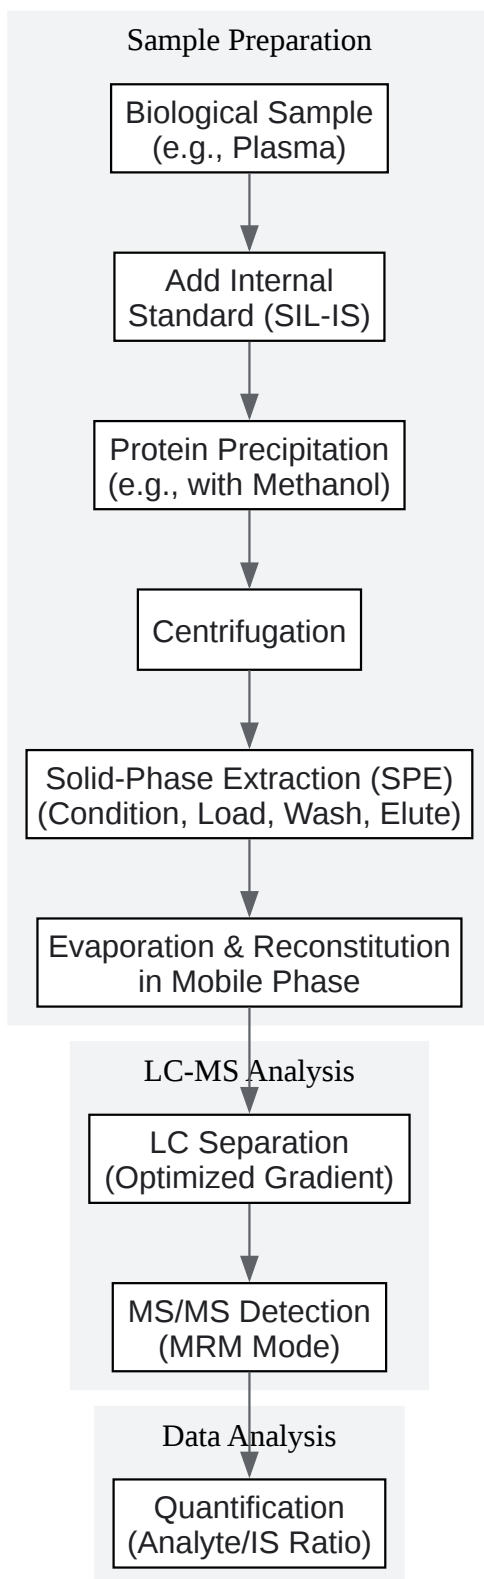 Sample Preparation
Biological Sample
(e.g., Plasma)
Add Internal
Standard (SIL-IS)
Protein Precipitation
(e.g., with Methanol)
Centrifugation
Solid-Phase Extraction (SPE)
(Condition, Load, Wash, Elute)
Evaporation & Reconstitution
in Mobile Phase
LC-MS Analysis
LC Separation
(Optimized Gradient)
MS/MS Detection
(MRM Mode)
Data Analysis
Quantification
(Analyte/IS Ratio)